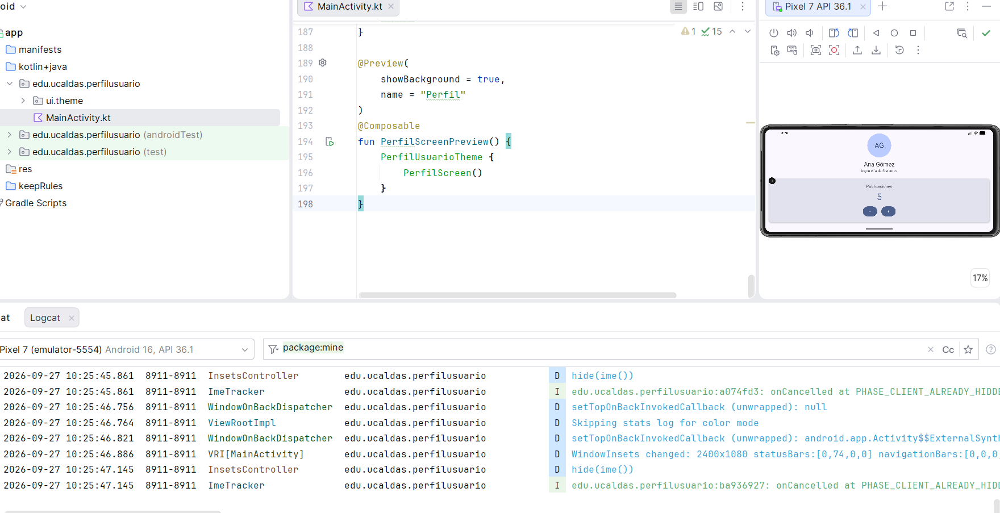 oid
app
manifests
kotlin+java
edu.ucaldas.perfilusuario
ui.theme
MainActivity.kt
edu.ucaldas.perfilusuario (androidTest)
edu.ucaldas.perfilusuario (test)
res
keepRules
Gradle Scripts
MainActivity.kt
1 15
187 }
188
189 @Preview(
190 showBackground = true,
191 name = "Perfil"
192 )
193 @Composable
194 fun PerfilScreenPreview() {
195 PerfilUsuarioTheme {
196 PerfilScreen()
197 }
198 }
Pixel 7 API 36.1
AG
Ana Gómez
Ingeniería de Sistemas
Publicaciones
5
- +
17%
at
Logcat
Pixel 7 (emulator-5554) Android 16, API 36.1
package:mine
Cc
2026-09-27 10:25:45.861 8911-8911 InsetsController edu.ucaldas.perfilusuario D hide(ime())
2026-09-27 10:25:45.861 8911-8911 ImeTracker edu.ucaldas.perfilusuario I edu.ucaldas.perfilusuario:a074fd3: onCancelled at PHASE_CLIENT_ALREADY_HIDDE
2026-09-27 10:25:46.756 8911-8911 WindowOnBackDispatcher edu.ucaldas.perfilusuario D setTopOnBackInvokedCallback (unwrapped): null
2026-09-27 10:25:46.764 8911-8911 ViewRootImpl edu.ucaldas.perfilusuario D Skipping stats log for color mode
2026-09-27 10:25:46.821 8911-8911 WindowOnBackDispatcher edu.ucaldas.perfilusuario D setTopOnBackInvokedCallback (unwrapped): android.app.Activity$$ExternalSynth
2026-09-27 10:25:46.886 8911-8911 VRI[MainActivity] edu.ucaldas.perfilusuario D WindowInsets changed: 2400x1080 statusBars:[0,74,0,0] navigationBars:[0,0,0,
2026-09-27 10:25:47.145 8911-8911 InsetsController edu.ucaldas.perfilusuario D hide(ime())
2026-09-27 10:25:47.145 8911-8911 ImeTracker edu.ucaldas.perfilusuario I edu.ucaldas.perfilusuario:ba936927: onCancelled at PHASE_CLIENT_ALREADY_HIDD